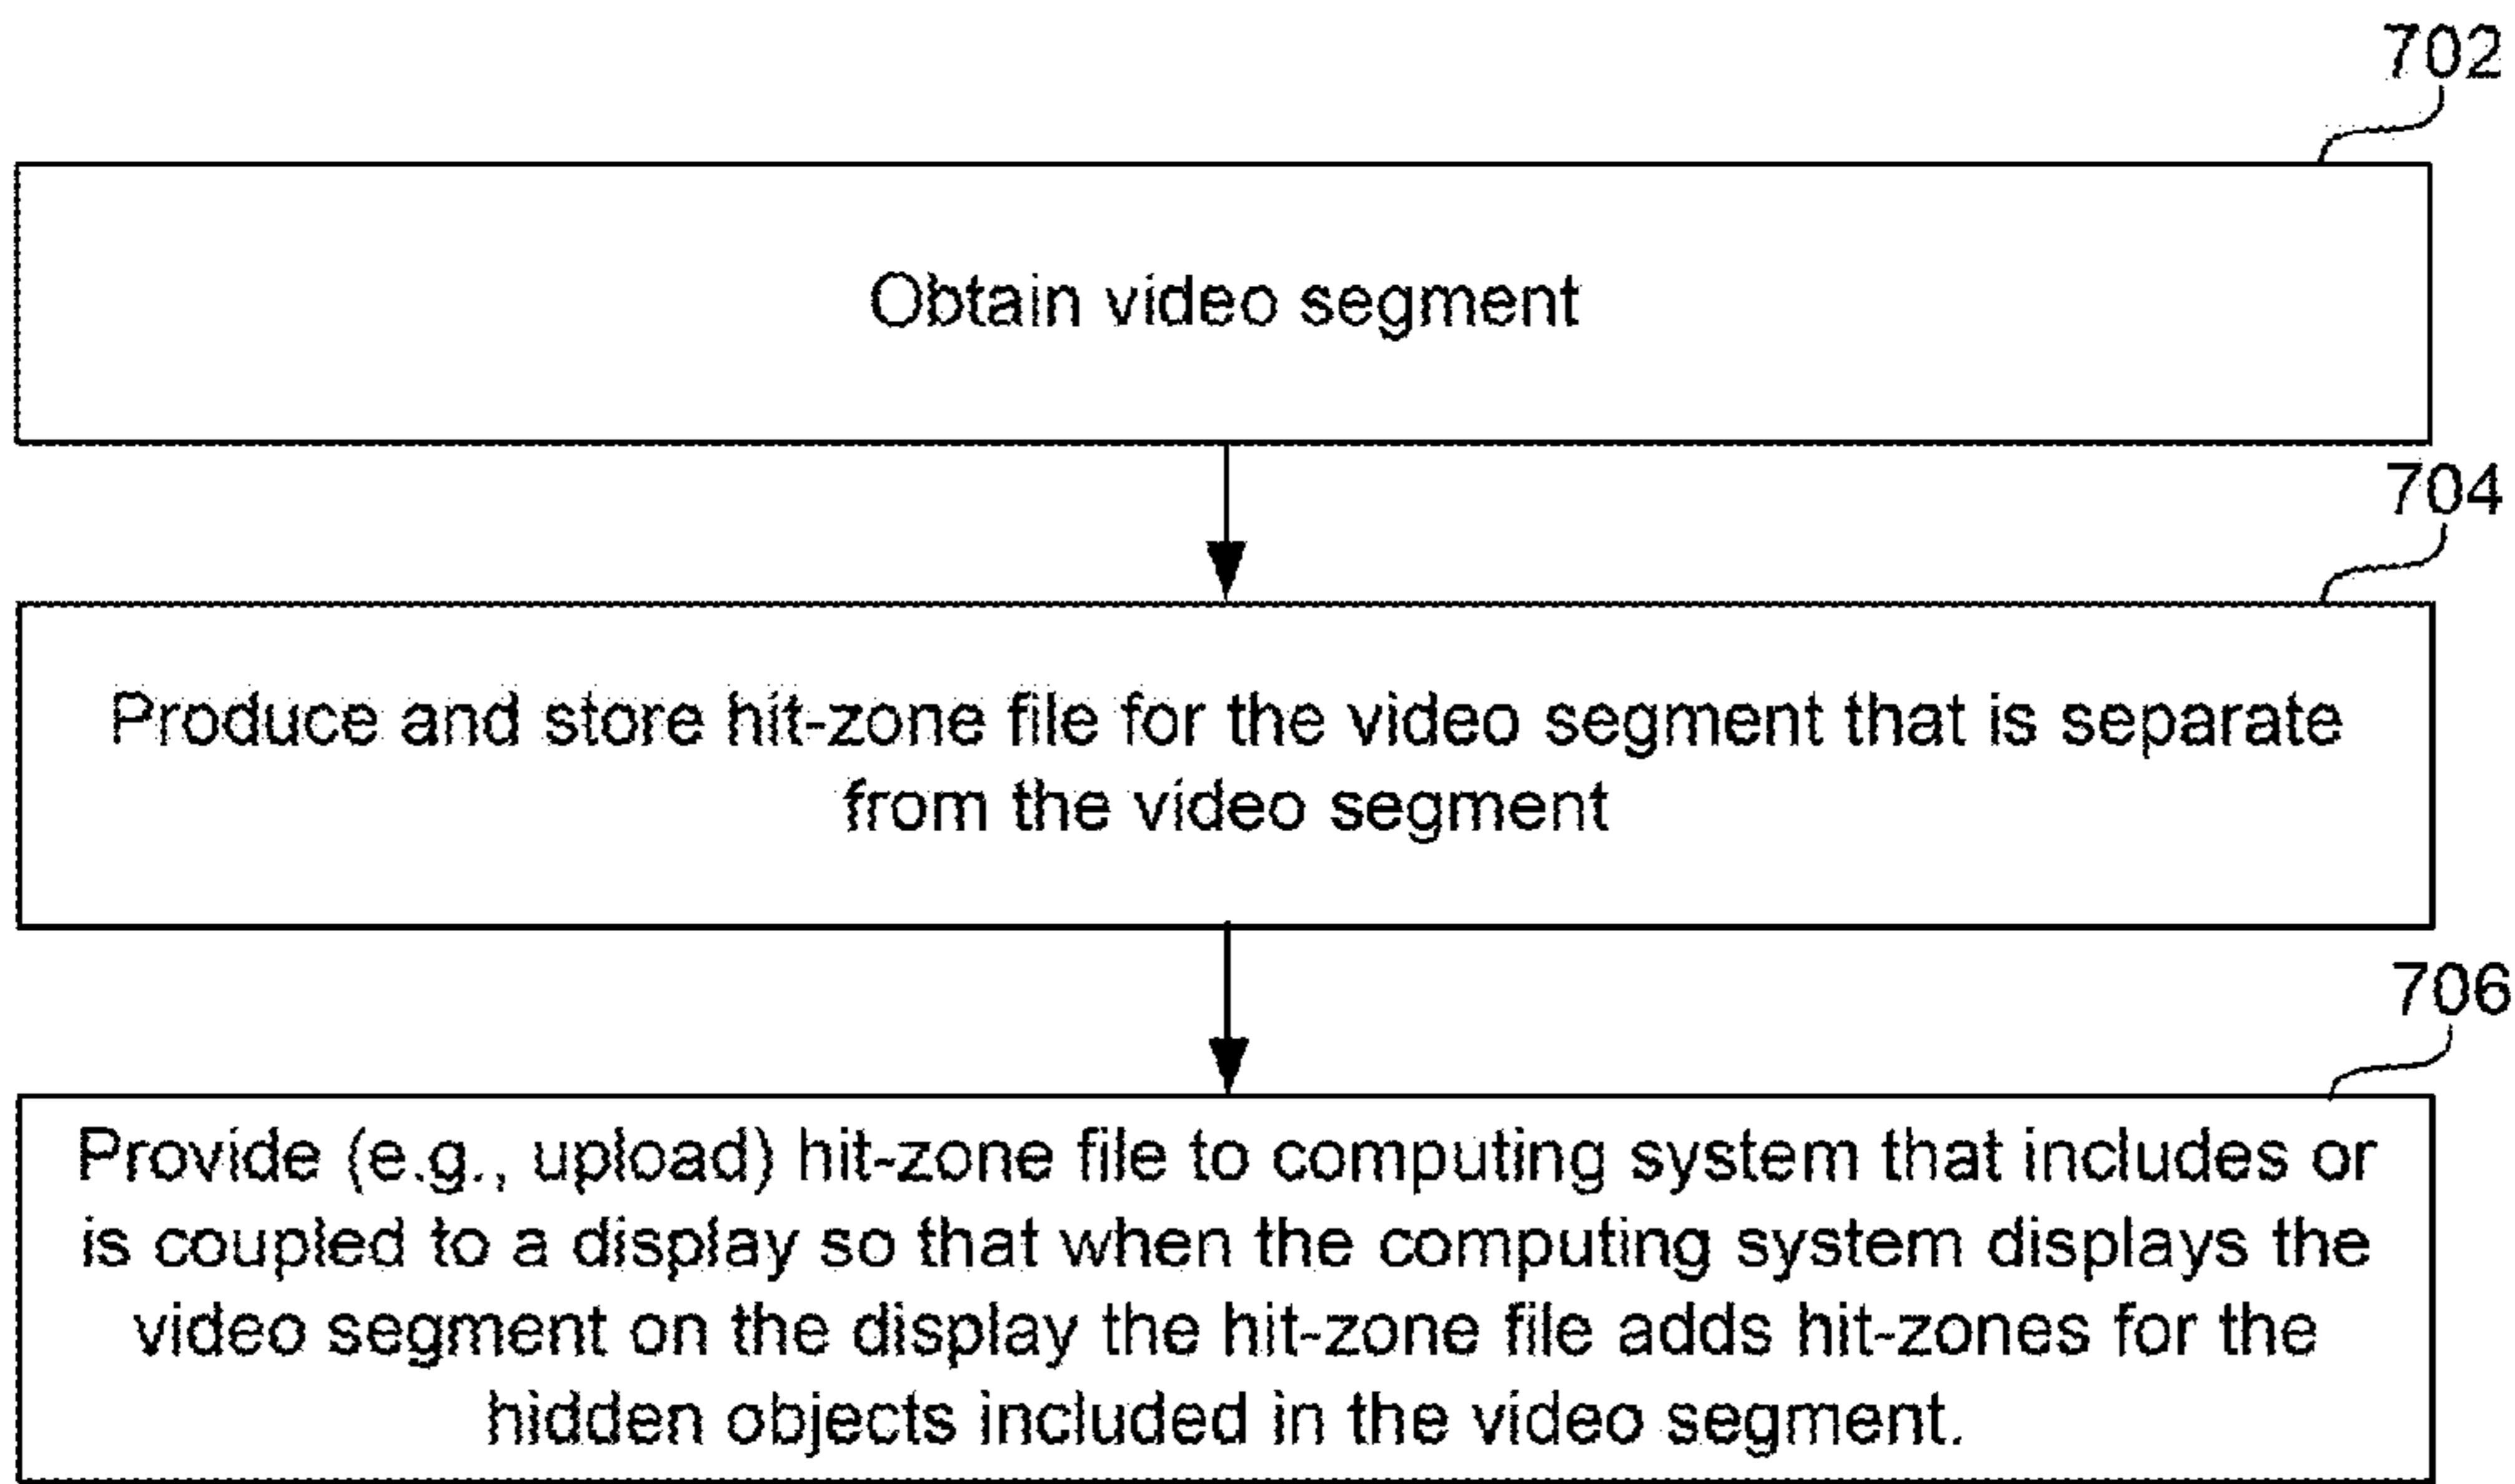 702
Obtain video segment
704
Produce and store hit-zone file for the video segment that is separate
from the video segment
706
Provide (e.g., upload) hit-zone file to computing system that includes or
is coupled to a display so that when the computing system displays the
video segment on the display the hit-zone file adds hit-zones for the
hidden objects included in the video segment.